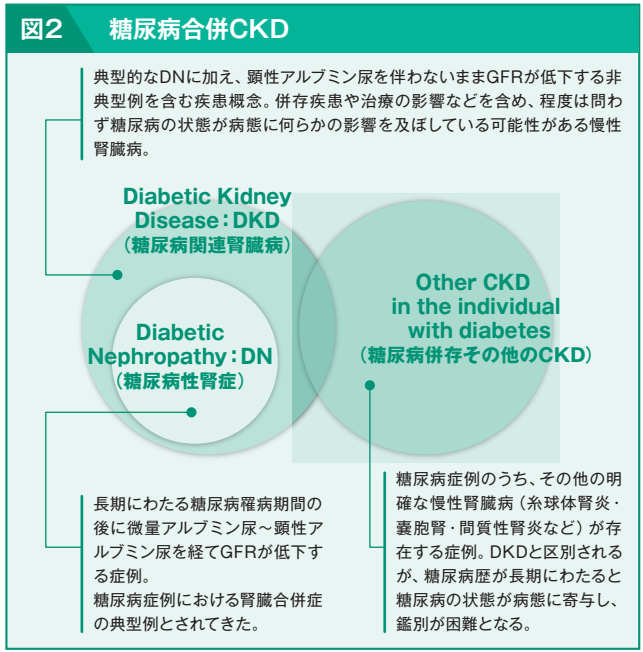 図2 糖尿病合併CKD
典型的なDNに加え、顕性アルブミン尿を伴わないままGFRが低下する非
典型例を含む疾患概念。併存疾患や治療の影響などを含め、程度は問わ
ず糖尿病の状態が病態に何らかの影響を及ぼしている可能性がある慢性
腎臓病。
Diabetic Kidney
Disease：DKD
（糖尿病関連腎臓病）
Diabetic
Nephropathy：DN
（糖尿病性腎症）
Other CKD
in the individual
with diabetes
（糖尿病併存その他のCKD）
長期にわたる糖尿病罹病期間の
後に微量アルブミン尿～顕性ア
ルブミン尿を経てGFRが低下す
る症例。
糖尿病症例における腎臓合併症
の典型例とされてきた。
糖尿病症例のうち、その他の明
確な慢性腎臓病（糸球体腎炎・
嚢胞腎・間質性腎炎など）が存
在する症例。DKDと区別される
が、糖尿病歴が長期にわたると
糖尿病の状態が病態に寄与し、
鑑別が困難となる。